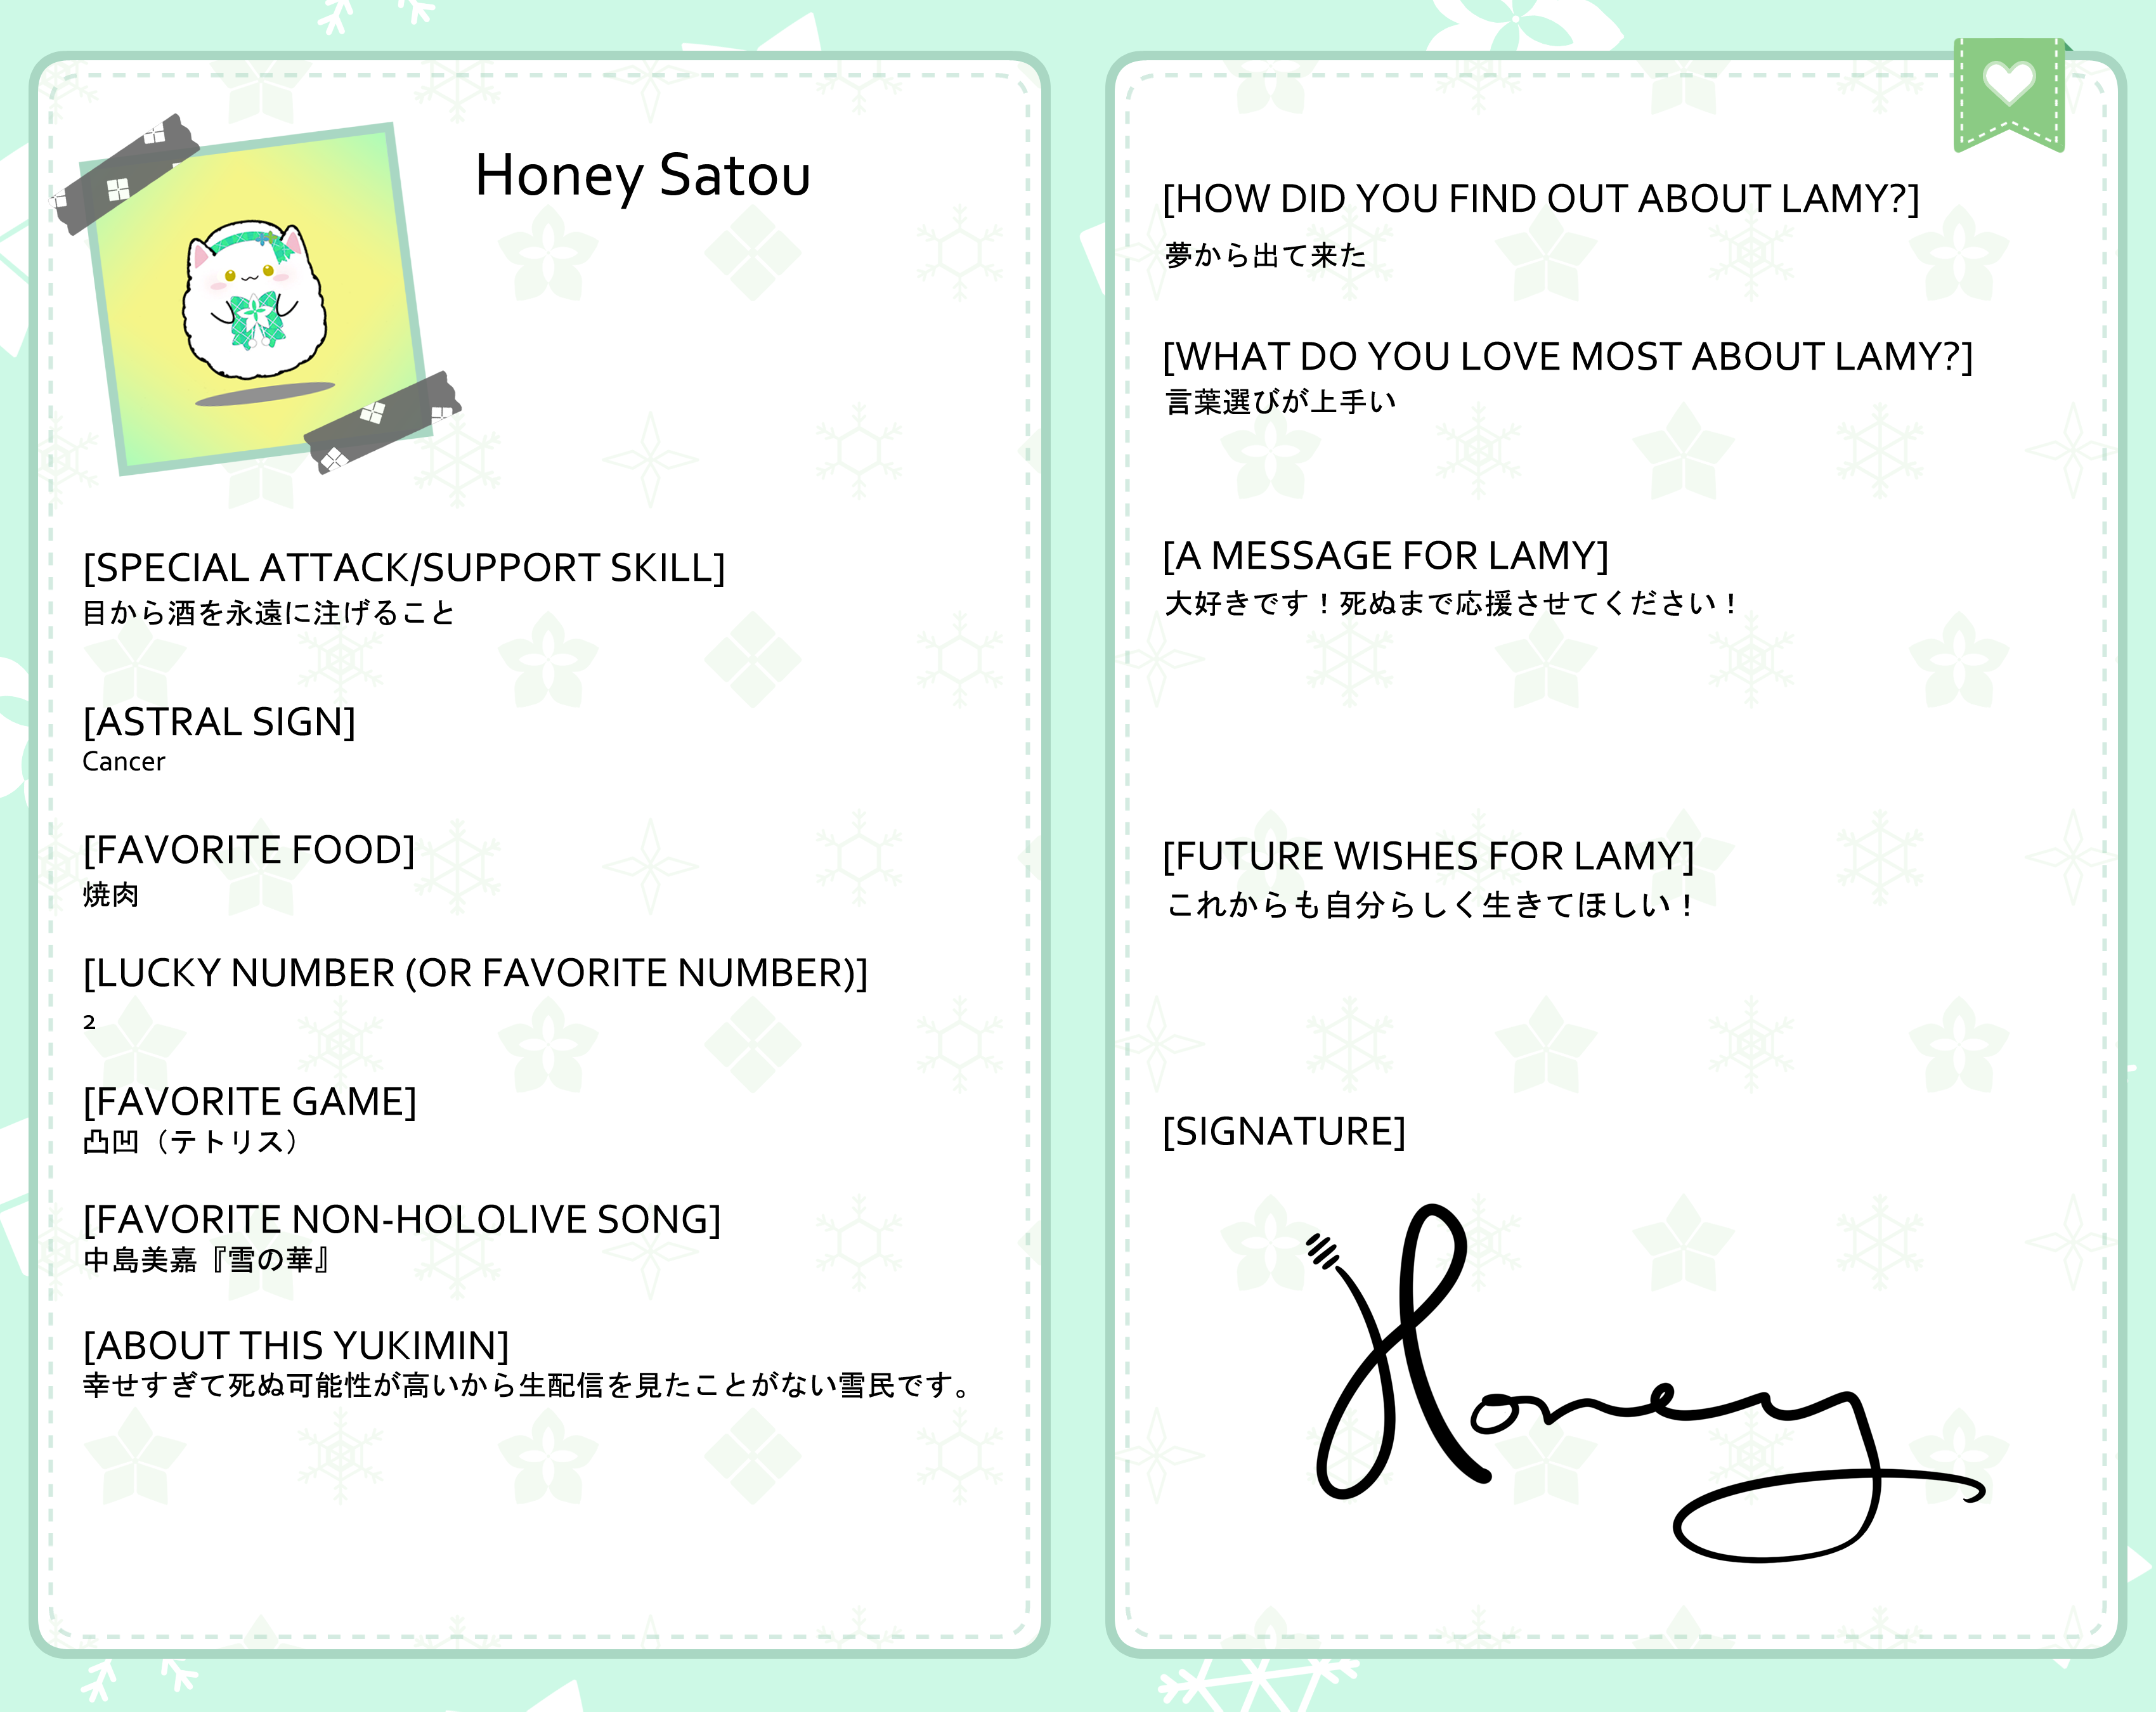 Honey Satou
[SPECIAL ATTACK/SUPPORT SKILL]
目から酒を永遠に注げること
[ASTRAL SIGN]
Cancer
[FAVORITE FOOD]
焼肉
[LUCKY NUMBER (OR FAVORITE NUMBER)]
2
[FAVORITE GAME]
凸凹（テトリス）
[FAVORITE NON-HOLOLIVE SONG]
中島美嘉『雪の華』
[ABOUT THIS YUKIMIN]
幸せすぎて死ぬ可能性が高いから生配信を見たことがない雪民です。
[HOW DID YOU FIND OUT ABOUT LAMY?]
夢から出て来た
[WHAT DO YOU LOVE MOST ABOUT LAMY?]
言葉選びが上手い
[A MESSAGE FOR LAMY]
大好きです！死ぬまで応援させてください！
[FUTURE WISHES FOR LAMY]
これからも自分らしく生きてほしい！
[SIGNATURE]
Honey